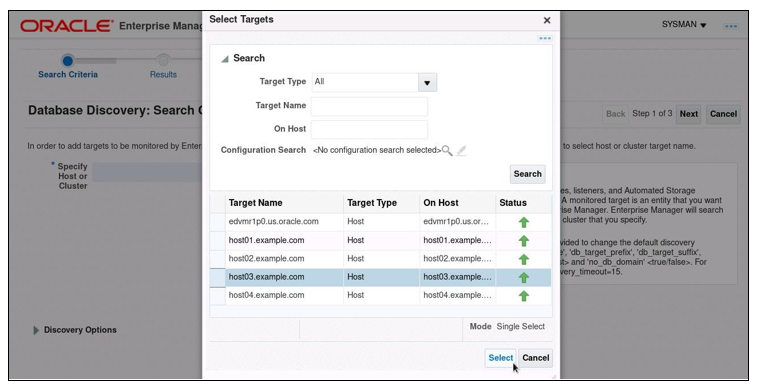 Select Targets
ORACLE Enterprise Manag
SYSMAN
Search Criteria
Results
Search
Target Type All
Target Name
On Host
Configuration Search <No configuration search selected>
Search
Database Discovery: Search C
Back Step 1 of 3 Next Cancel
In order to add targets to be monitored by Enter
to select host or cluster target name.
* Specify
Host or
Cluster
es, listeners, and Automated Storage
A monitored target is an entity that you want
ise Manager. Enterprise Manager will search
cluster that you specify.
vided to change the default discovery
e', 'db_target_prefix', 'db_target_suffix',
t> and 'no_db_domain' <true/false>. For
very_timeout=15.
Target Name Target Type On Host Status
edvmr1p0.us.oracle.com Host edvmr1p0.us.or...
host01.example.com Host host01.example....
host02.example.com Host host02.example....
host03.example.com Host host03.example....
host04.example.com Host host04.example....
Discovery Options
Mode Single Select
Select Cancel